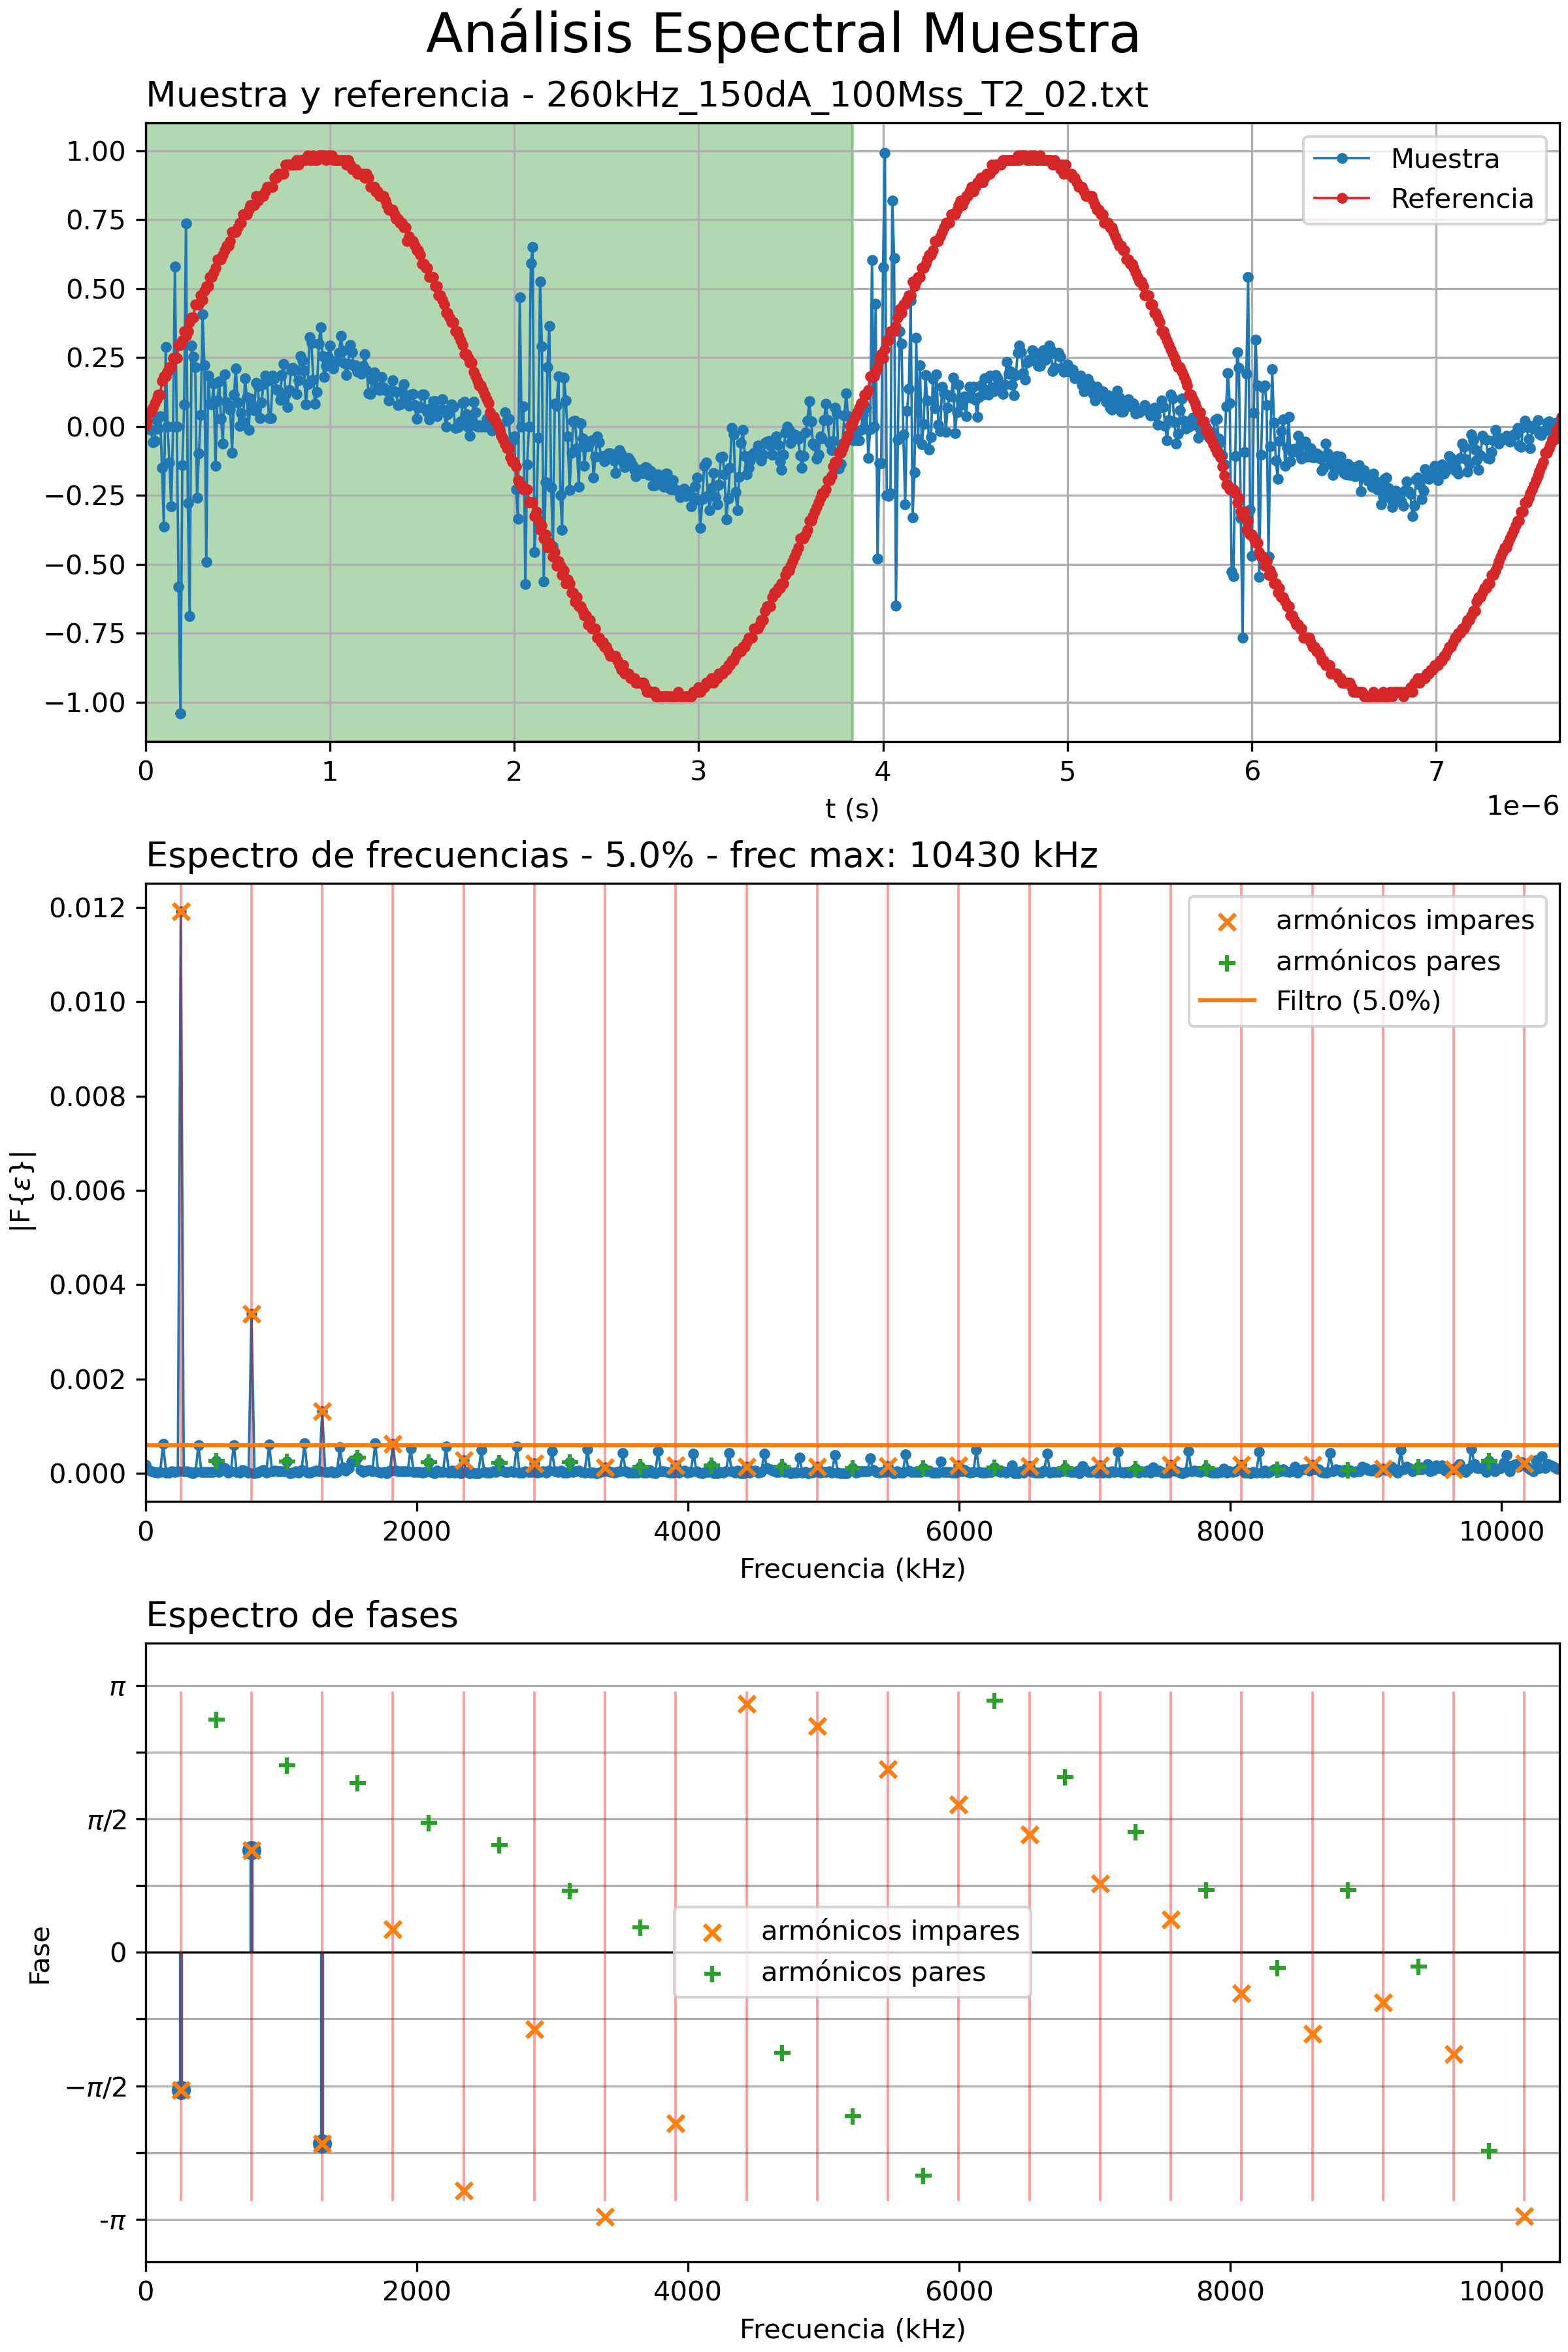 Análisis Espectral Muestra
Muestra y referencia - 260kHz_150dA_100Mss_T2_02.txt
1.00
0.75
0.50
0.25
0.00
−0.25
−0.50
−0.75
−1.00
Muestra
Referencia
0 1 2 3 4 5 6 7
t (s)
1e−6
Espectro de frecuencias - 5.0% - frec max: 10430 kHz
0.012
0.010
0.008
0.006
0.004
0.002
0.000
|F{ε}|
armónicos impares
armónicos pares
Filtro (5.0%)
0 2000 4000 6000 8000 10000
Frecuencia (kHz)
Espectro de fases
π
π/2
0
−π/2
-π
Fase
armónicos impares
armónicos pares
0 2000 4000 6000 8000 10000
Frecuencia (kHz)